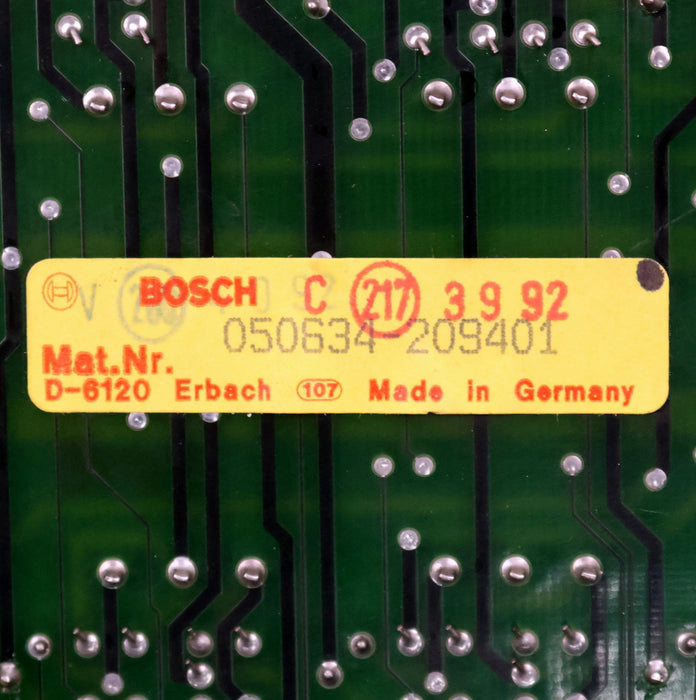 BOSCH C 217 3 9 92
050634-209401
Mat.Nr.
D-6120 Erbach 107 Made in Germany